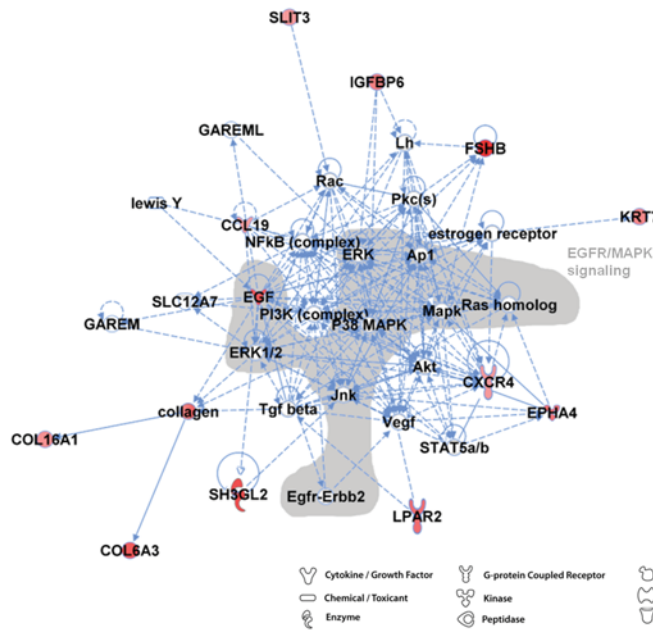 SLIT3
IGFBP6
GAREML
Lh
FSHB
Rac
Pkc(s)
lewis Y
CCL19
KRT7
estrogen receptor
NFkB (complex)
ERK
Ap1
EGFR/MAPK
signaling
SLC12A7
EGF
PI3K (complex)
Mapk
Ras homolog
GAREM
P38 MAPK
ERK1/2
Akt
CXCR4
Jnk
collagen
Tgf beta
EPHA4
Vegf
COL16A1
STAT5a/b
SH3GL2
Egfr-Erbb2
LPAR2
COL6A3
Cytokine / Growth Factor
G-protein Coupled Receptor
Chemical / Toxicant
Kinase
Enzyme
Peptidase